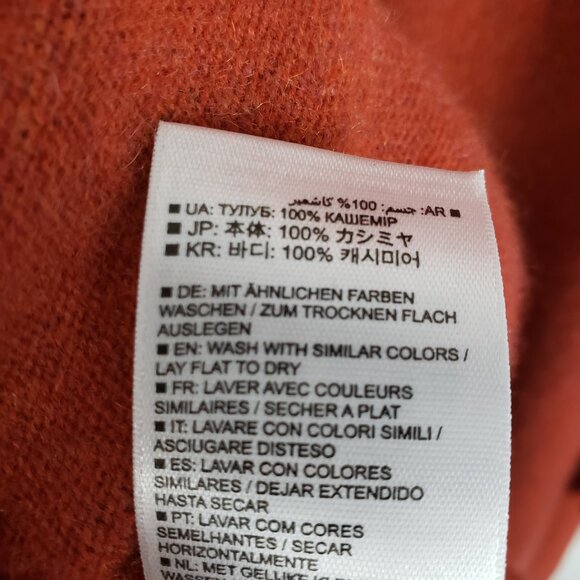 AR: جسم: 100% كاشمير
■ UA: ТУЛУБ: 100% КАШЕМІР
■ JP: 本体: 100% カシミヤ
■ KR: 바디: 100% 캐시미어
■ DE: MIT ÄHNLICHEN FARBEN
WASCHEN / ZUM TROCKNEN FLACH
AUSLEGEN
■ EN: WASH WITH SIMILAR COLORS /
LAY FLAT TO DRY
■ FR: LAVER AVEC COULEURS
SIMILAIRES / SECHER A PLAT
■ IT: LAVARE CON COLORI SIMILI /
ASCIUGARE DISTESO
■ ES: LAVAR CON COLORES
SIMILARES / DEJAR EXTENDIDO
HASTA SECAR
■ PT: LAVAR COM CORES
SEMELHANTES / SECAR
HORIZONTALMENTE
■ NL: MET GELIJKE